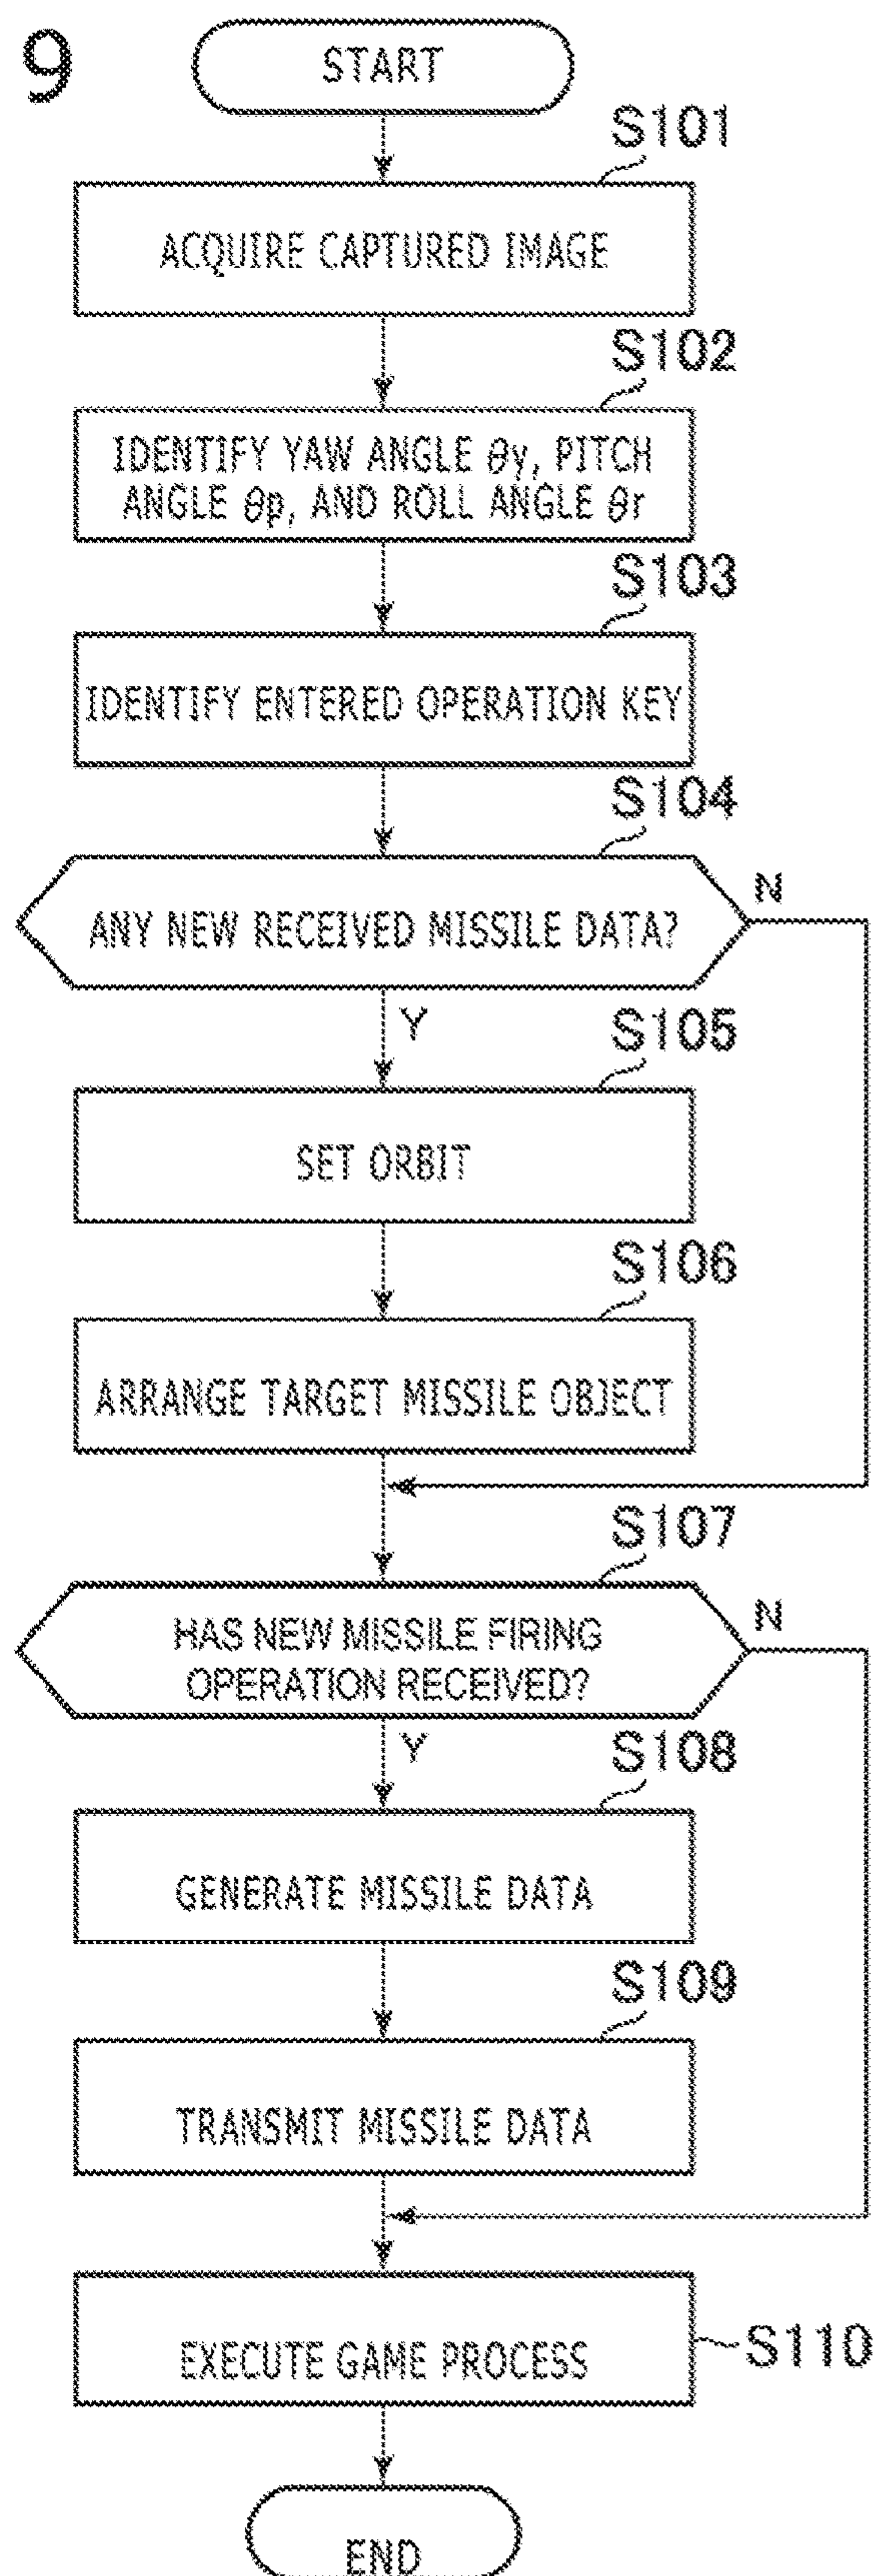 9
START
S101
ACQUIRE CAPTURED IMAGE
S102
IDENTIFY YAW ANGLE θy, PITCH
ANGLE θp, AND ROLL ANGLE θr
S103
IDENTIFY ENTERED OPERATION KEY
S104
ANY NEW RECEIVED MISSILE DATA?
N
Y
S105
SET ORBIT
S106
ARRANGE TARGET MISSILE OBJECT
S107
HAS NEW MISSILE FIRING
OPERATION RECEIVED?
N
Y
S108
GENERATE MISSILE DATA
S109
TRANSMIT MISSILE DATA
EXECUTE GAME PROCESS
S110
END